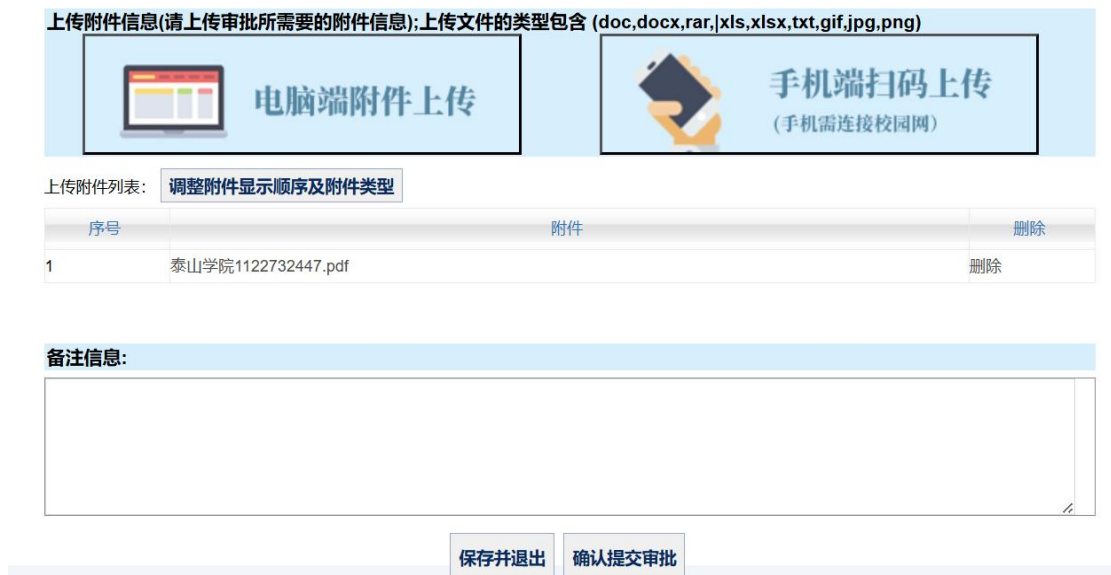 上传附件信息(请上传审批所需要的附件信息);上传文件的类型包含 (doc,docx,rar,|xls,xlsx,txt,gif,jpg,png)
电脑端附件上传
手机端扫码上传
(手机需连接校园网)
上传附件列表: 调整附件显示顺序及附件类型
序号 附件 删除
1 泰山学院1122732447.pdf 删除
备注信息:
保存并退出 确认提交审批